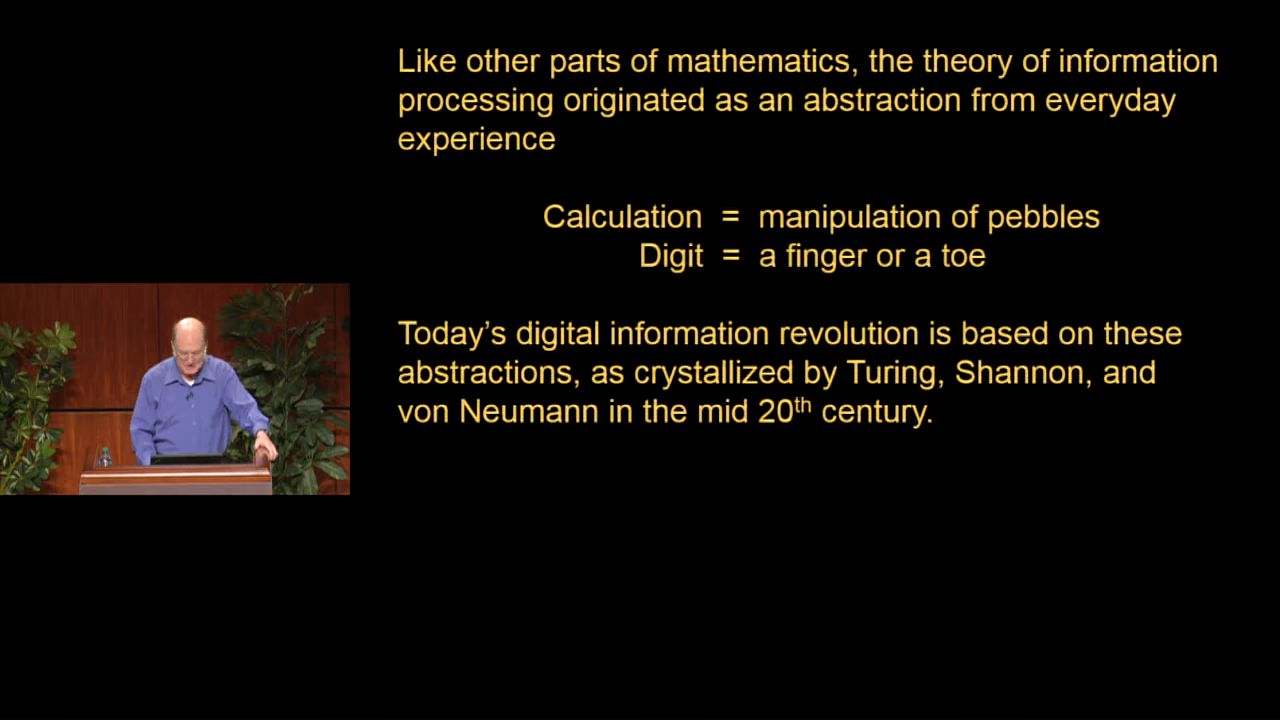 Like other parts of mathematics, the theory of information
processing originated as an abstraction from everyday
experience
Calculation = manipulation of pebbles
Digit = a finger or a toe
Today’s digital information revolution is based on these
abstractions, as crystallized by Turing, Shannon, and
von Neumann in the mid 20th century.